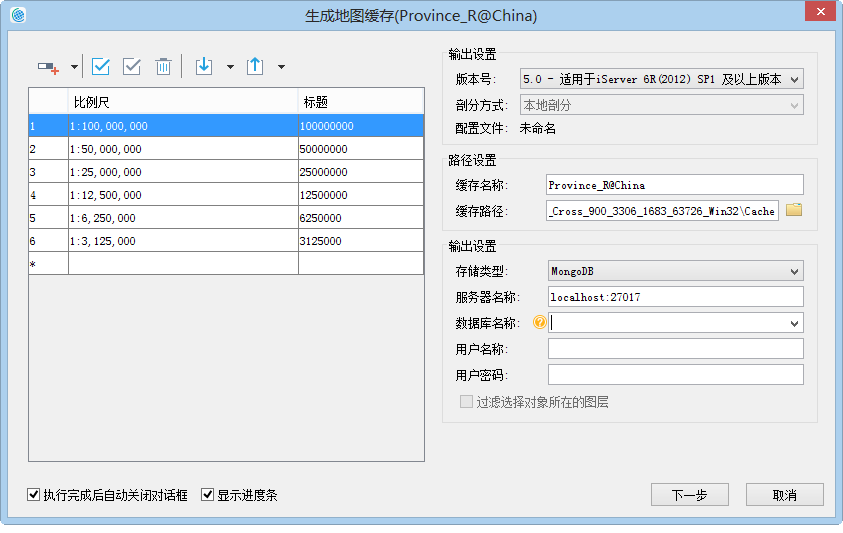 生成地图缓存(Province_R@China)
比例尺 标题
1 1:100,000,000 100000000
2 1:50,000,000 50000000
3 1:25,000,000 25000000
4 1:12,500,000 12500000
5 1:6,250,000 6250000
6 1:3,125,000 3125000
*
输出设置
版本号: 5.0 - 适用于iServer 6R(2012) SP1 及以上版本
剖分方式: 本地剖分
配置文件: 未命名
路径设置
缓存名称: Province_R@China
缓存路径: _Cross_900_3306_1683_63726_Win32\Cache
输出设置
存储类型: MongoDB
服务器名称: localhost:27017
数据库名称:
用户名称:
用户密码:
过滤选择对象所在的图层
执行完成后自动关闭对话框 显示进度条
下一步 取消